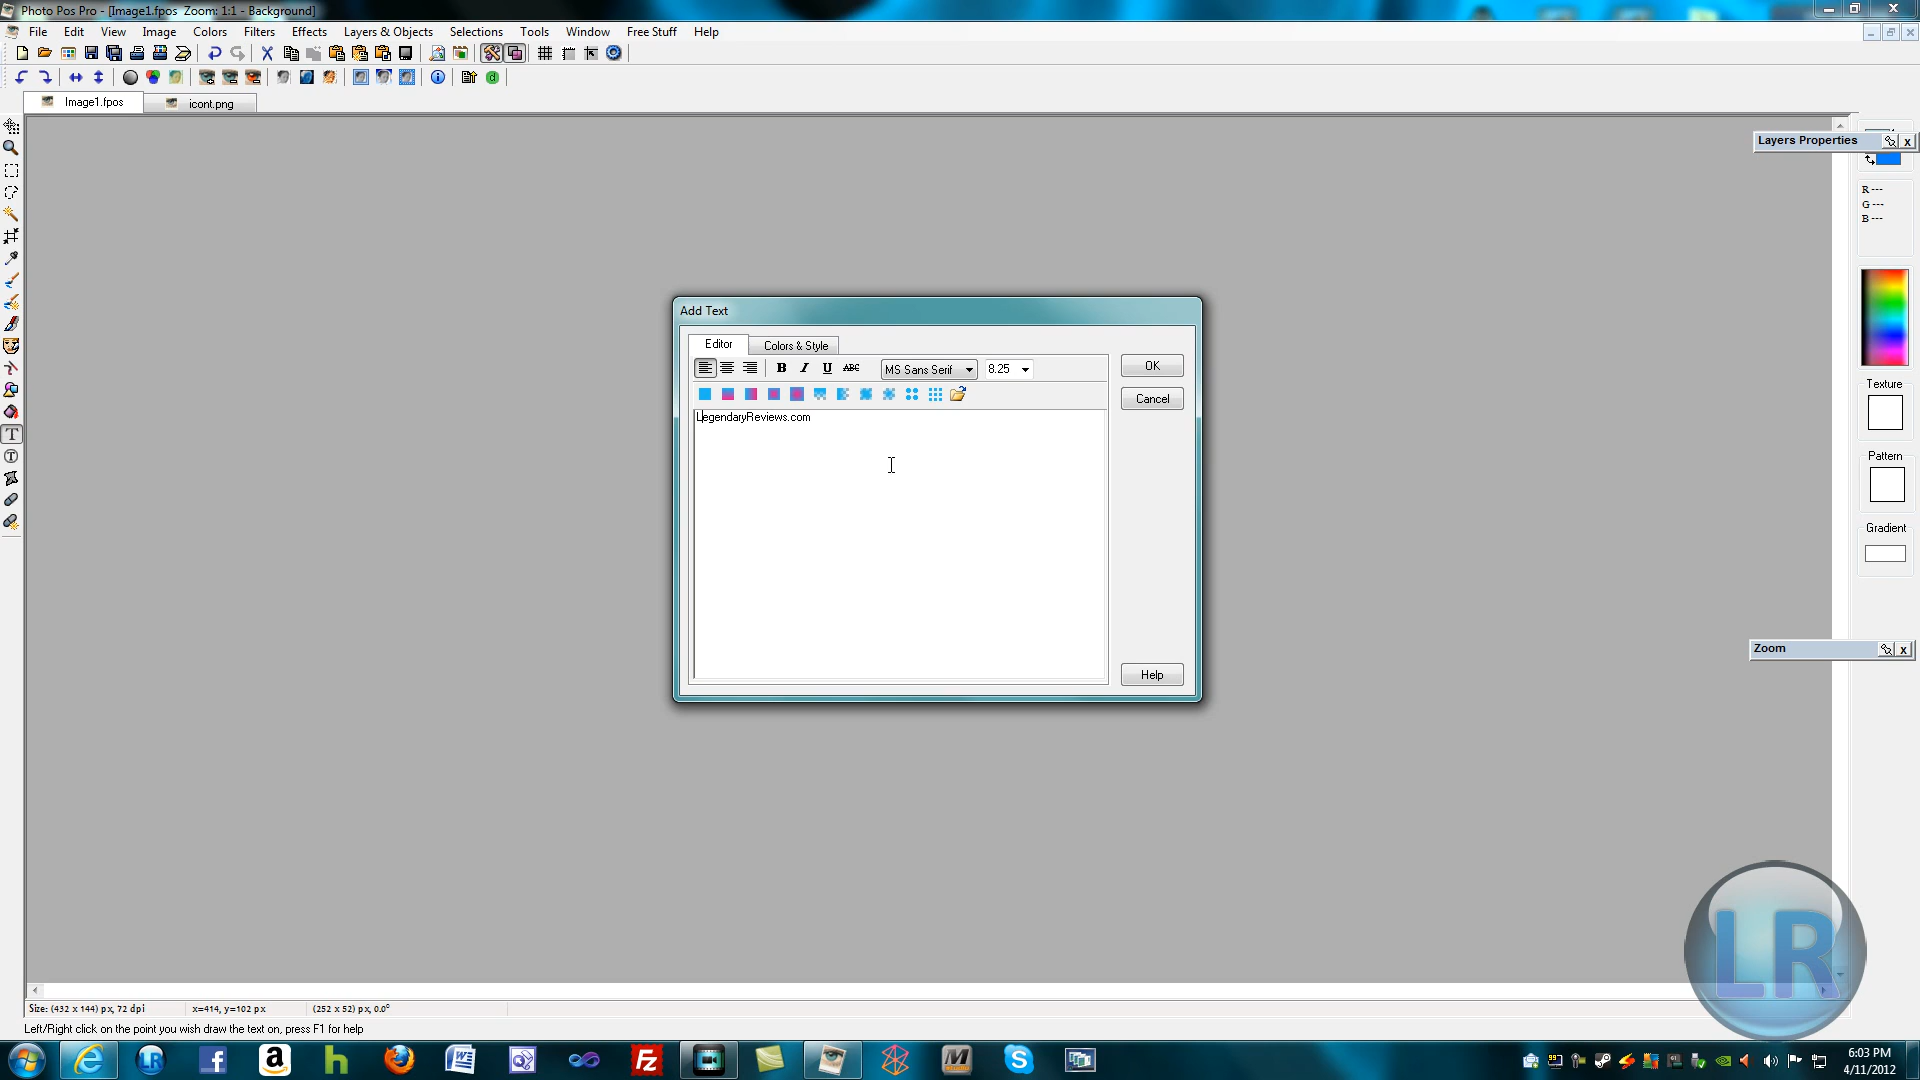 Photo Pos Pro - [Image1.fpos Zoom: 1:1 - Background]
File Edit View Image Colors Filters Effects Layers & Objects Selections Tools Window Free Stuff Help
Image1.fpos icont.png
Layers Properties
R ---
G ---
B ---
Add Text
Editor Colors & Style
B I U ABC MS Sans Serif 8.25
OK
Cancel
LegendaryReviews.com
Help
Texture
Pattern
Gradient
Zoom
LR
Size: (432 x 144) px, 72 dpi x=414, y=102 px (252 x 52) px, 0.0°
Left/Right click on the point you wish draw the text on, press F1 for help
6:03 PM
4/11/2012